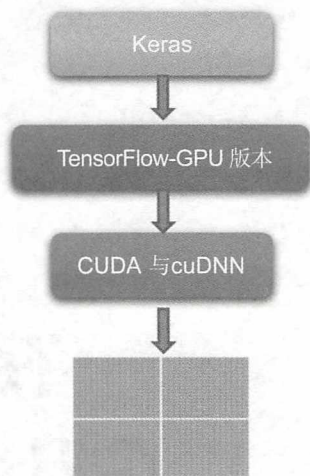 Keras
TensorFlow-GPU 版本
CUDA 与cuDNN